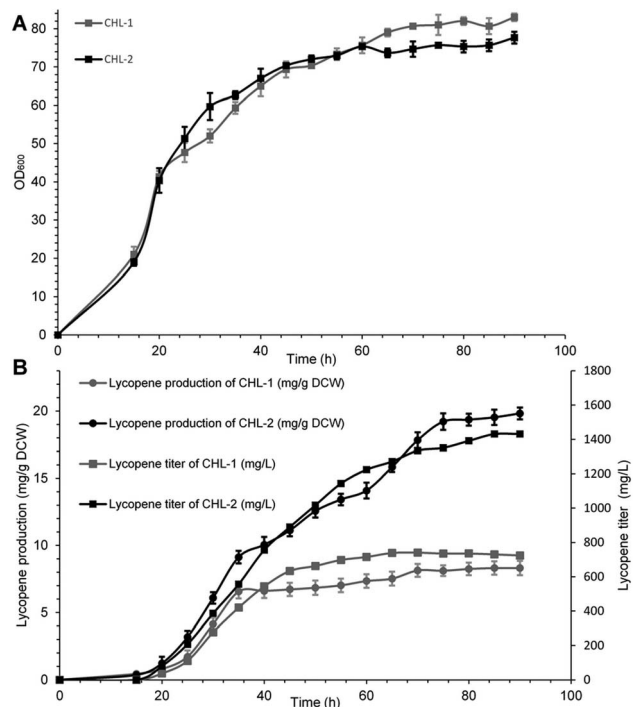 A
80
70
60
50
40
30
20
10
0
OD600
CHL-1
CHL-2
0 20 40 60 80 100
Time (h)
B
20
15
10
5
0
Lycopene production (mg/g DCW)
Lycopene production of CHL-1 (mg/g DCW)
Lycopene production of CHL-2 (mg/g DCW)
Lycopene titer of CHL-1 (mg/L)
Lycopene titer of CHL-2 (mg/L)
1800
1600
1400
1200
1000
800
600
400
200
0
Lycopene titer (mg/L)
0 20 40 60 80 100
Time (h)